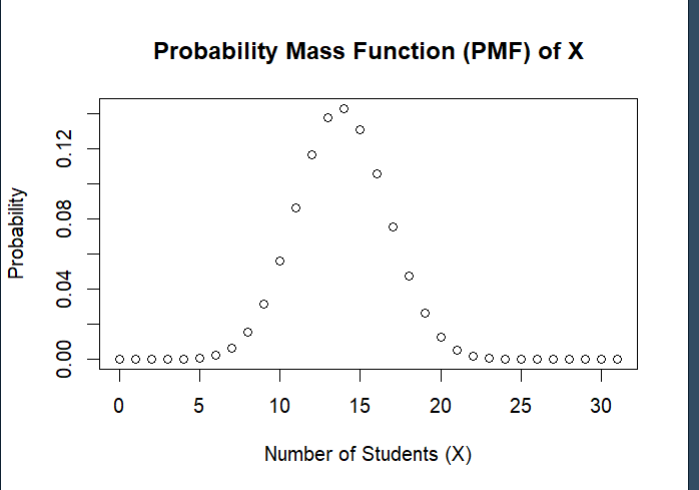 Probability Mass Function (PMF) of X
Probability
0.12
0.08
0.04
0.00
0 5 10 15 20 25 30
Number of Students (X)